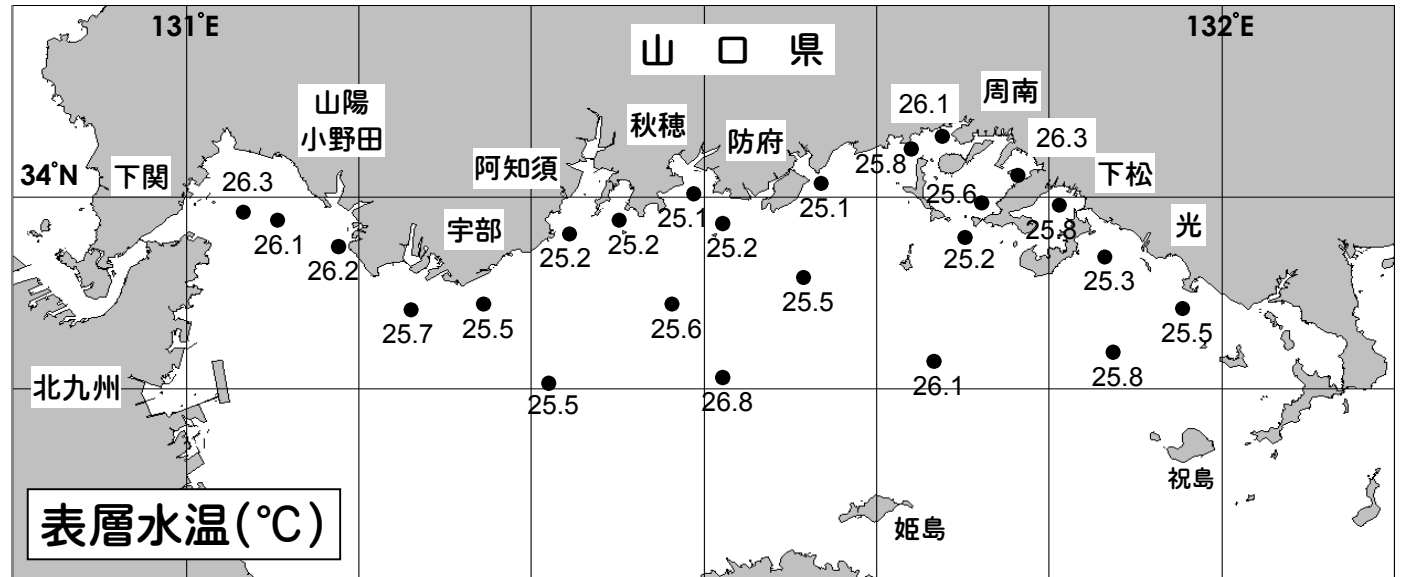 131°E
132°E
山 口 県
山陽
小野田
秋穂
防府
周南
26.1
26.3
25.8
阿知須
下松
34°N
下関
26.3
25.6
25.1
25.1
宇部
光
26.1
26.2
25.2
25.2
25.2
25.2
25.8
25.3
25.7
25.5
25.6
25.5
25.5
25.8
北九州
25.5
26.8
26.1
祝島
姫島
表層水温(℃)